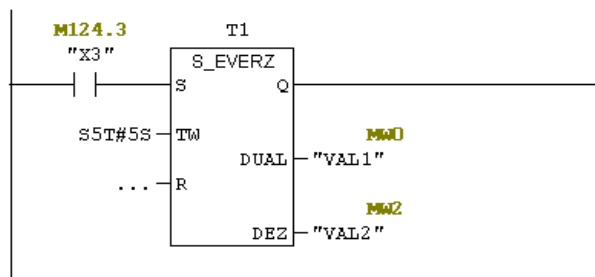 M124.3
"X3"
T1
S_EVERZ
S
Q
S5T#5S
TW
MW0
DUAL
"VAL1"
...
R
MW2
DEZ
"VAL2"